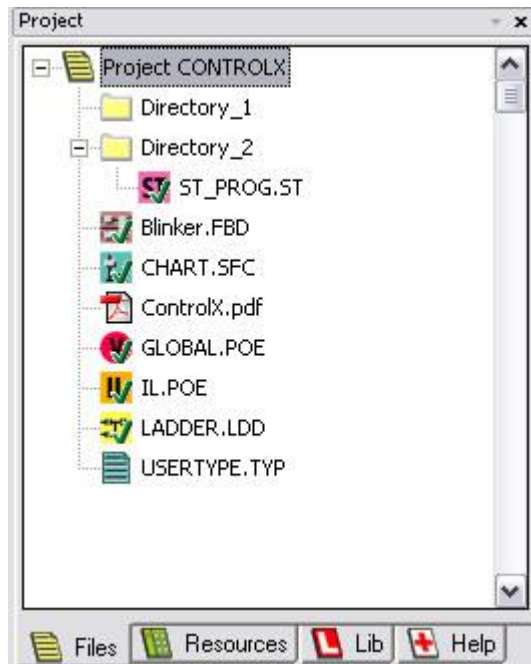 Project
Project CONTROLX
Directory_1
Directory_2
ST_PROG.ST
Blinker.FBD
CHART.SFC
ControlX.pdf
GLOBAL.POE
IL.POE
LADDER.LDD
USERTYPE.TYP
Files Resources Lib Help